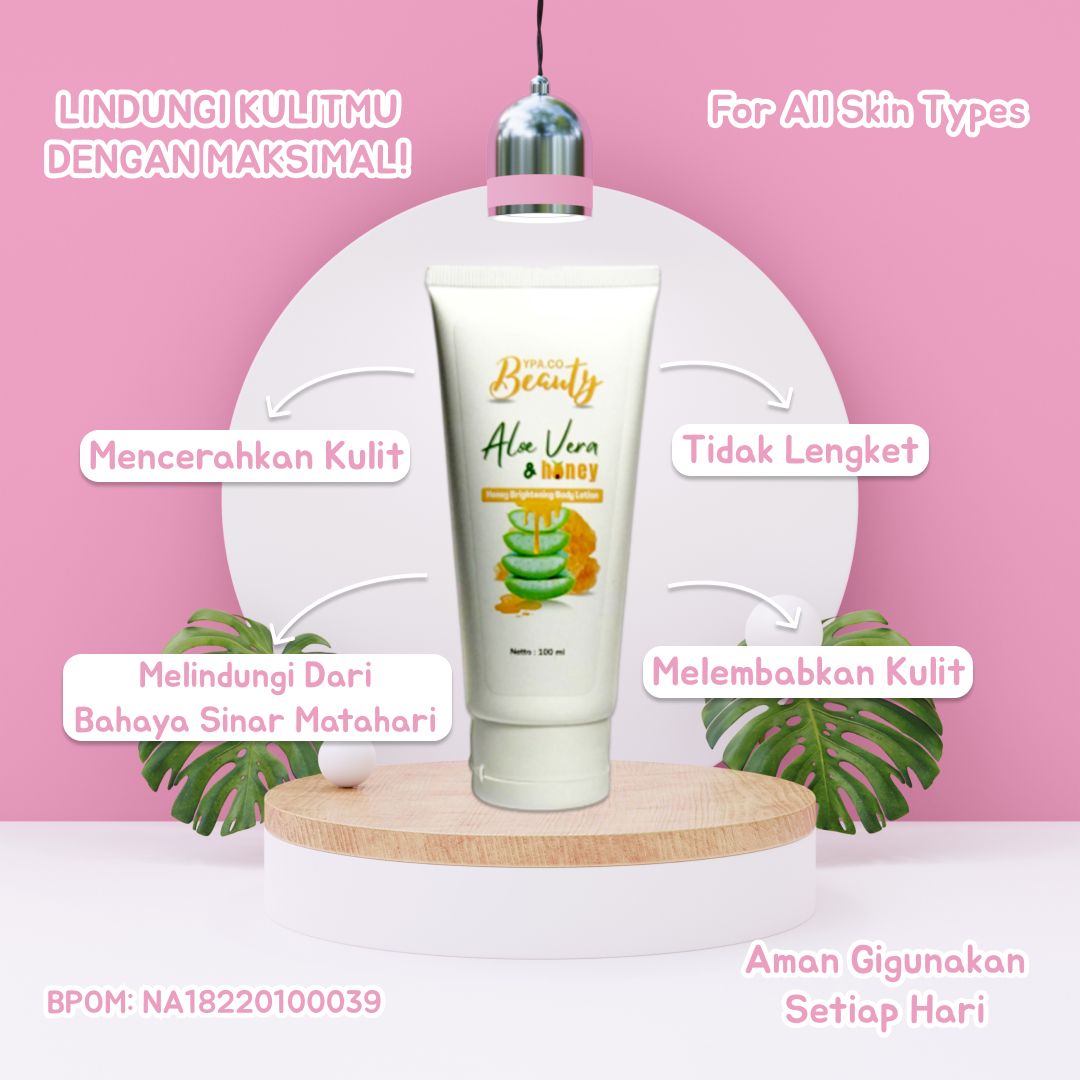 LINDUNGI KULITMU
DENGAN MAKSIMAL!
For All Skin Types
YPA.CO
Beauty
Aloe Vera
& honey
Honey Brightening Body Lotion
Netto : 100 ml
Mencerahkan Kulit
Tidak Lengket
Melindungi Dari
Bahaya Sinar Matahari
Melembabkan Kulit
Aman Gigunakan
Setiap Hari
BPOM: NA18220100039